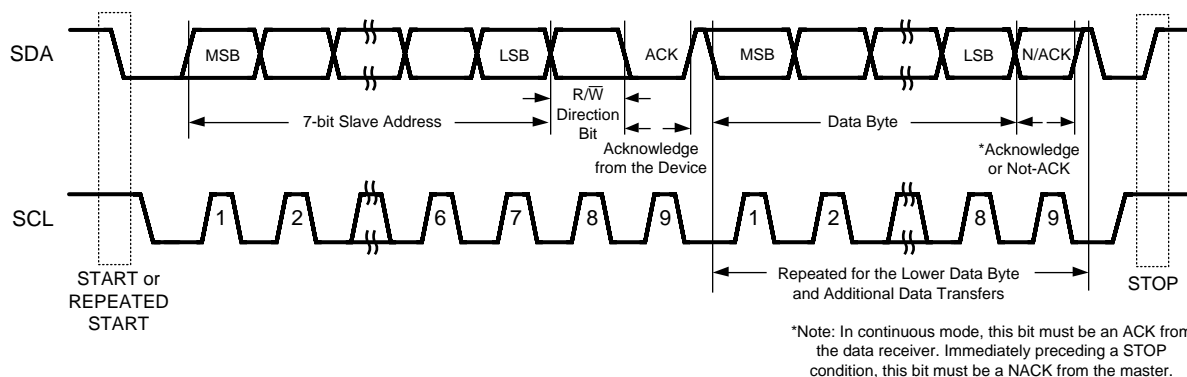 SDA
MSB
LSB
ACK
MSB
LSB
N/ACK
7-bit Slave Address
R/W̅
Direction
Bit
Acknowledge
from the Device
Data Byte
*Acknowledge
or Not-ACK
SCL
1
2
6
7
8
9
1
2
8
9
START or
REPEATED
START
Repeated for the Lower Data Byte
and Additional Data Transfers
STOP
*Note: In continuous mode, this bit must be an ACK from
the data receiver. Immediately preceding a STOP
condition, this bit must be a NACK from the master.